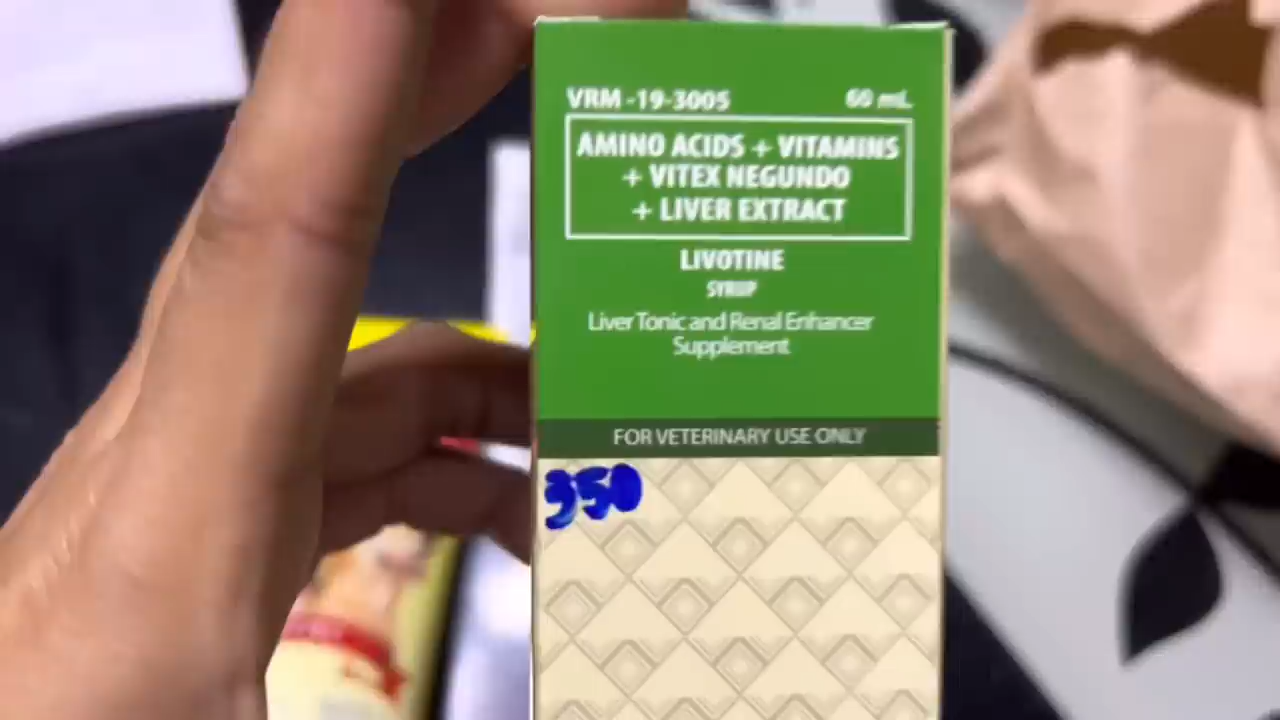 VRM -19-3005 60 mL
AMINO ACIDS + VITAMINS
+ VITEX NEGUNDO
+ LIVER EXTRACT
LIVOTINE
SYRUP
Liver Tonic and Renal Enhancer
Supplement
FOR VETERINARY USE ONLY
350